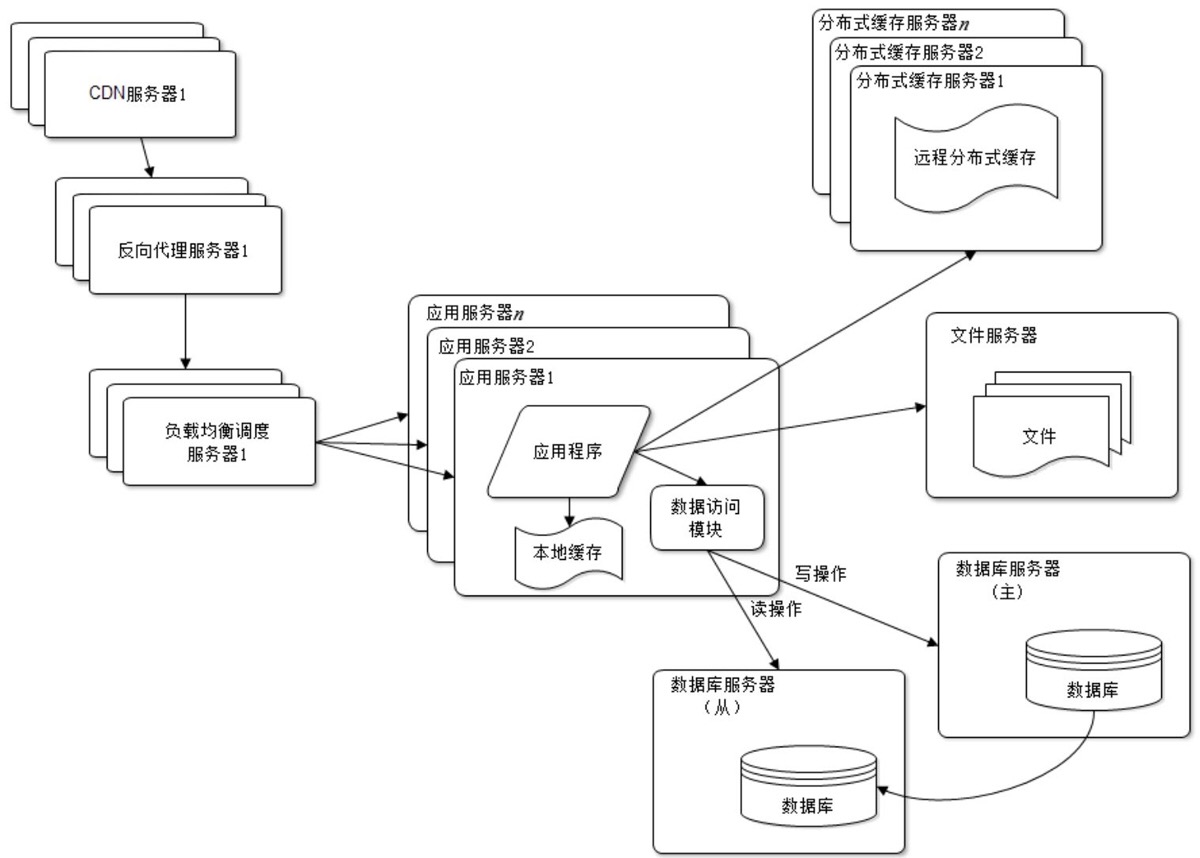 CDN服务器1
反向代理服务器1
负载均衡调度
服务器1
应用服务器n
应用服务器2
应用服务器1
应用程序
本地缓存
数据访问
模块
分布式缓存服务器n
分布式缓存服务器2
分布式缓存服务器1
远程分布式缓存
文件服务器
文件
写操作
读操作
数据库服务器
（主）
数据库
数据库服务器
（从）
数据库